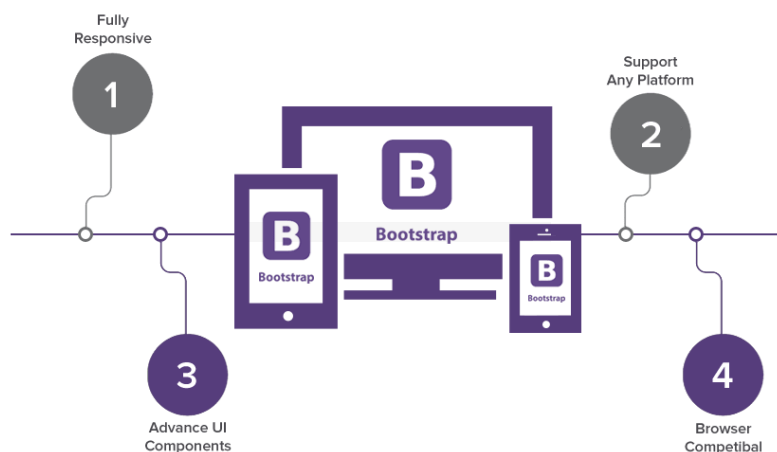 Fully
Responsive
1
Support
Any Platform
2
B
Bootstrap
B
Bootstrap
B
Bootstrap
3
Advance UI
Components
4
Browser
Competibal